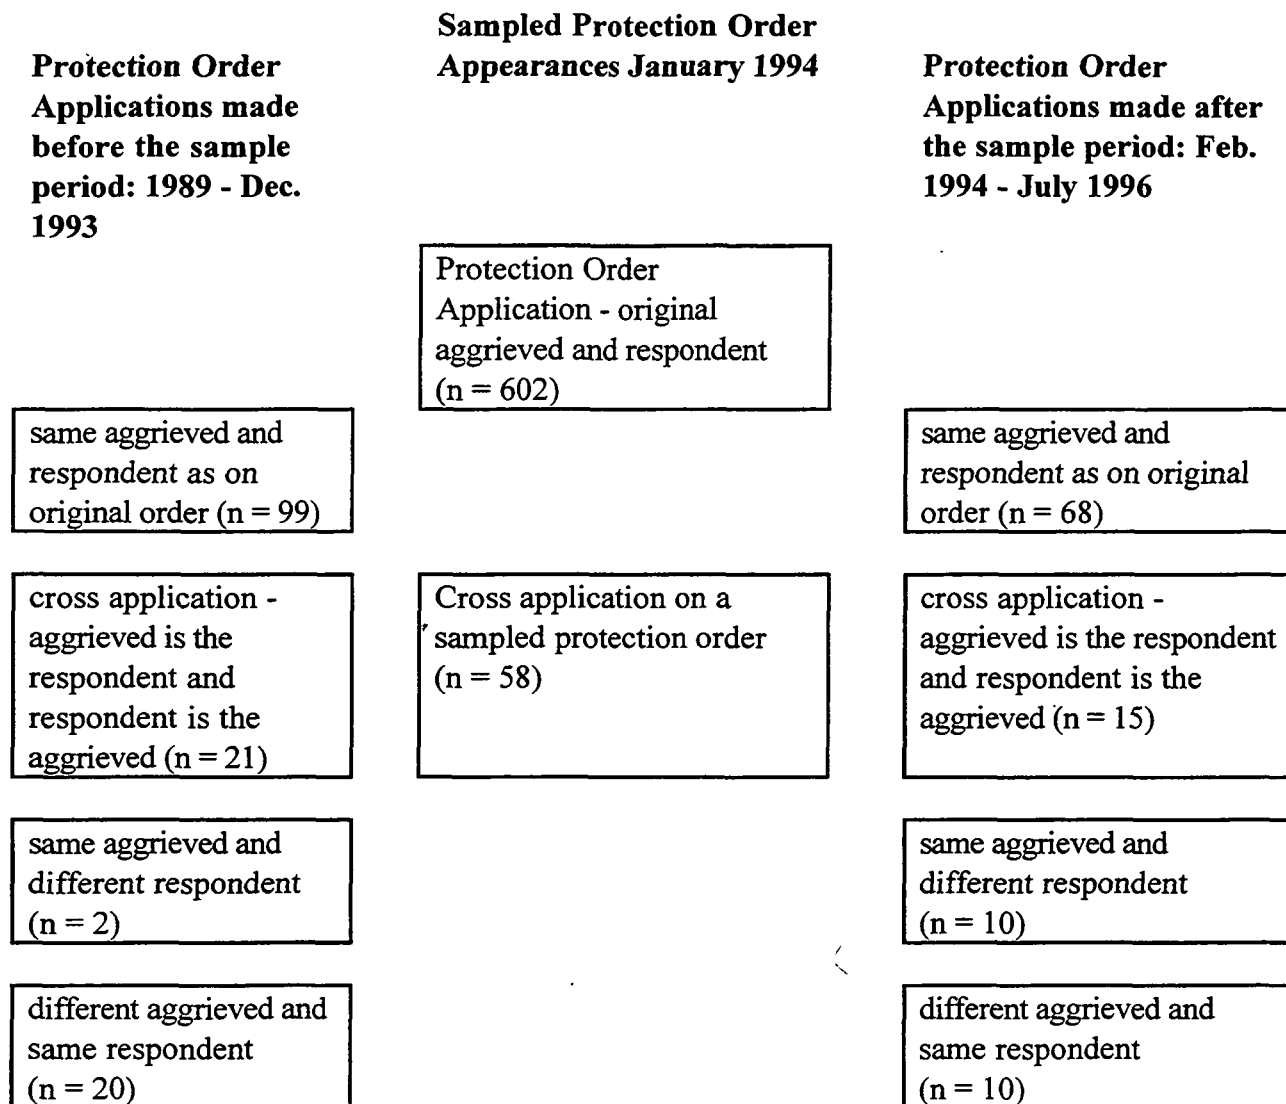 Sampled Protection Order
Appearances January 1994
Protection Order
Applications made
before the sample
period: 1989 - Dec.
1993
Protection Order
Applications made after
the sample period: Feb.
1994 - July 1996
Protection Order
Application - original
aggrieved and respondent
(n = 602)
same aggrieved and
respondent as on
original order (n = 99)
same aggrieved and
respondent as on original
order (n = 68)
cross application -
aggrieved is the
respondent and
respondent is the
aggrieved (n = 21)
Cross application on a
sampled protection order
(n = 58)
cross application -
aggrieved is the respondent
and respondent is the
aggrieved (n = 15)
same aggrieved and
different respondent
(n = 2)
same aggrieved and
different respondent
(n = 10)
different aggrieved and
same respondent
(n = 20)
different aggrieved and
same respondent
(n = 10)